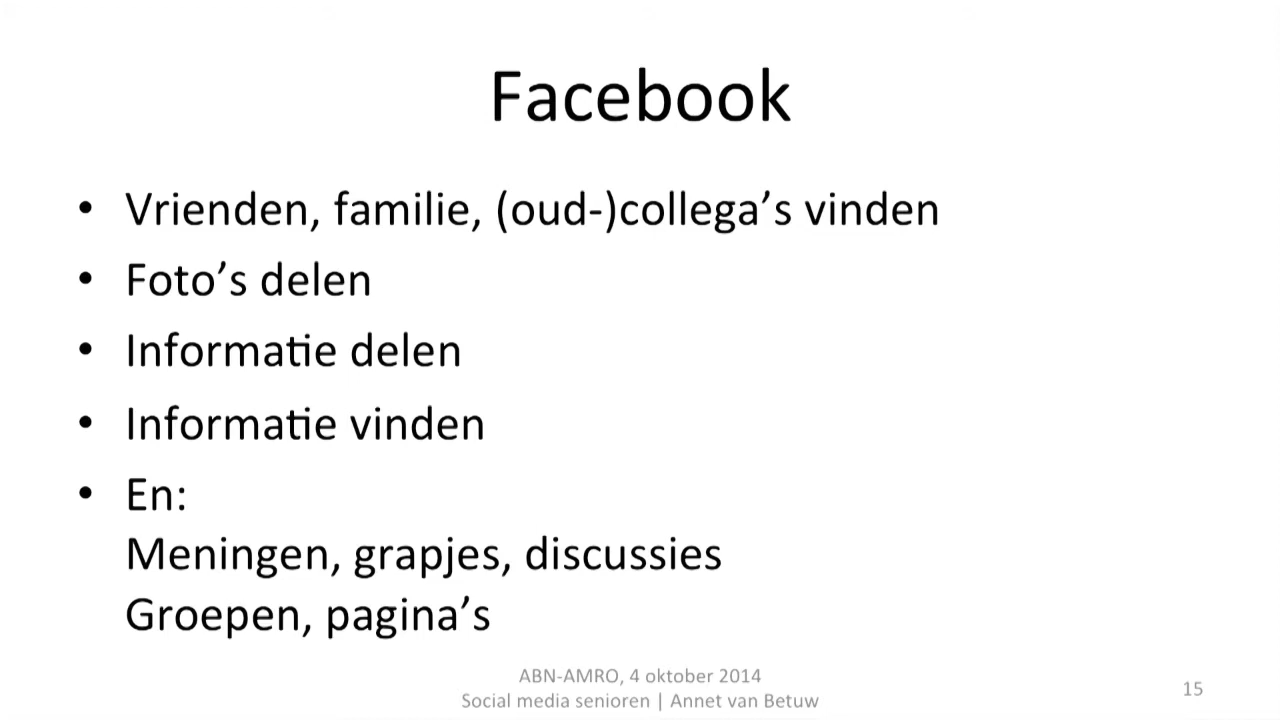 Facebook
• Vrienden, familie, (oud-)collega’s vinden
• Foto’s delen
• Informatie delen
• Informatie vinden
• En:
Meningen, grapjes, discussies
Groepen, pagina’s
ABN-AMRO, 4 oktober 2014
Social media senioren | Annet van Betuw
15